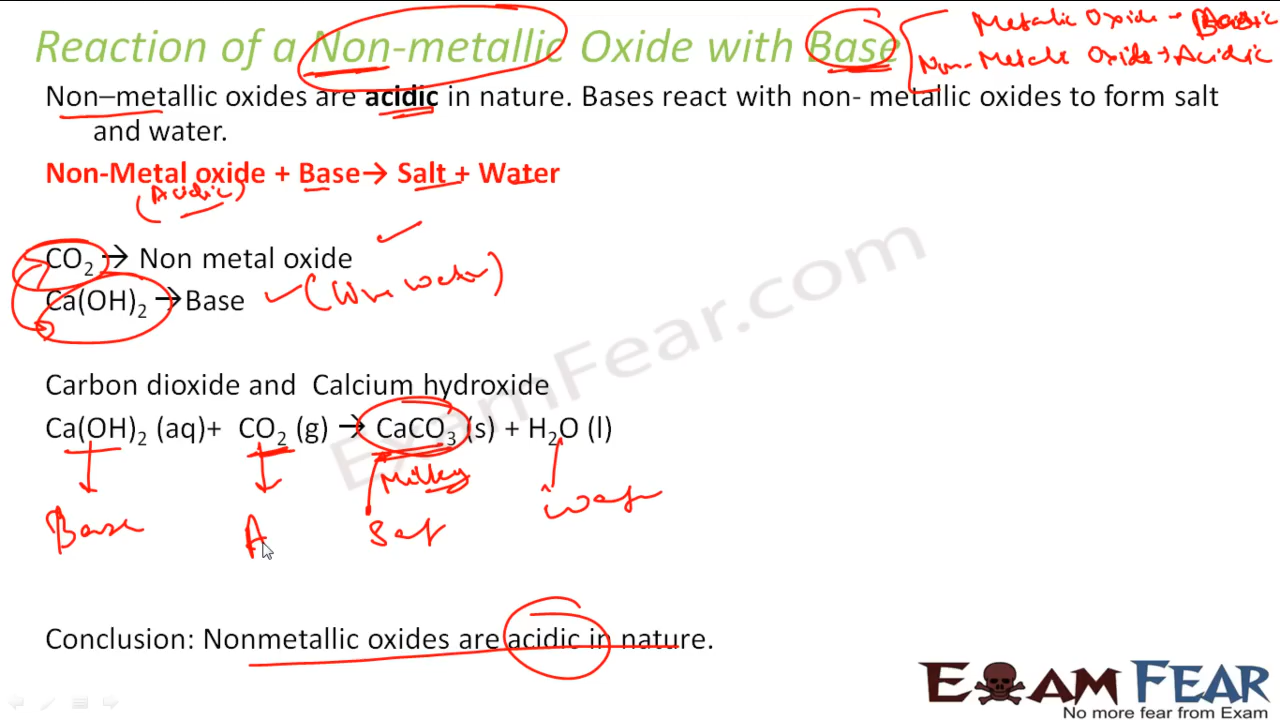 Reaction of a Non-metallic Oxide with Base
Metalic Oxide → Basic
Non-Metalic Oxide → Acidic
Non–metallic oxides are acidic in nature. Bases react with non- metallic oxides to form salt
and water.
Non-Metal oxide + Base→ Salt + Water
(Acidic)
CO₂ → Non metal oxide
Ca(OH)₂ →Base (lime water)
Carbon dioxide and Calcium hydroxide
Ca(OH)₂ (aq)+ CO₂ (g) → CaCO₃ (s) + H₂O (l)
Milky
Base A Salt water
Conclusion: Nonmetallic oxides are acidic in nature.
ExamFear.com
EXAM FEAR
No more fear from Exam